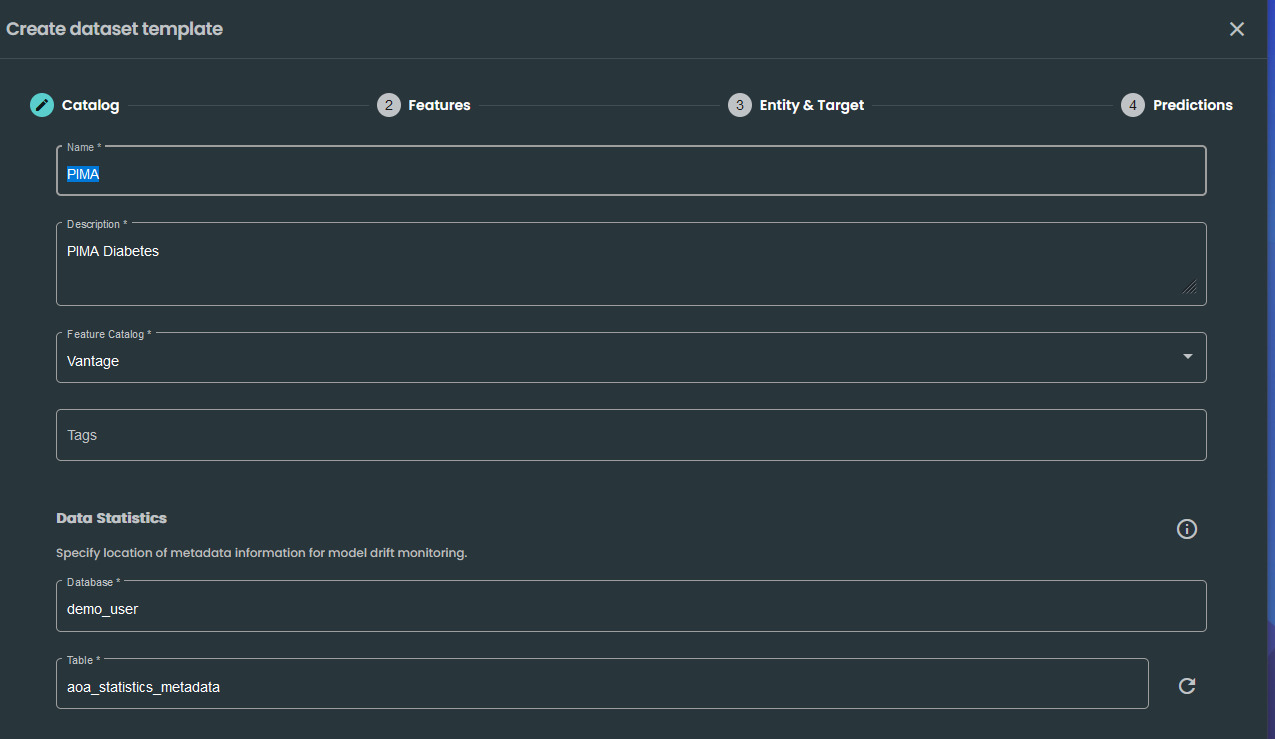 Create dataset template
Catalog 2 Features 3 Entity & Target 4 Predictions
Name *
PIMA
Description *
PIMA Diabetes
Feature Catalog *
Vantage
Tags
Data Statistics
Specify location of metadata information for model drift monitoring.
Database *
demo_user
Table *
aoa_statistics_metadata